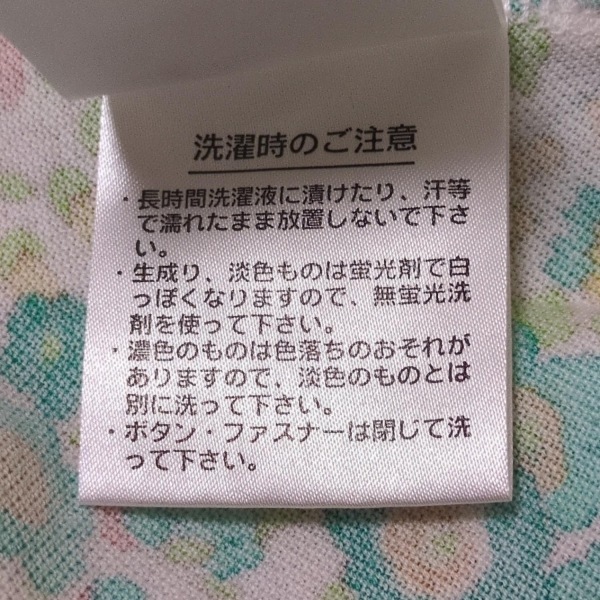 洗濯時のご注意
・長時間洗濯液に漬けたり、汗等
で濡れたまま放置しないで下さ
い。
・生成り、淡色ものは蛍光剤で白
っぽくなりますので、無蛍光洗
剤を使って下さい。
・濃色のものは色落ちのおそれが
ありますので、淡色のものとは
別に洗って下さい。
・ボタン・ファスナーは閉じて洗
って下さい。